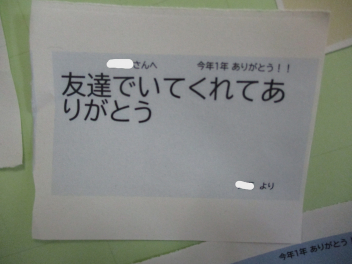 さんへ 今年1年 ありがとう！！
友達でいてくれてあ
りがとう
より
今年1年 ありがとう！